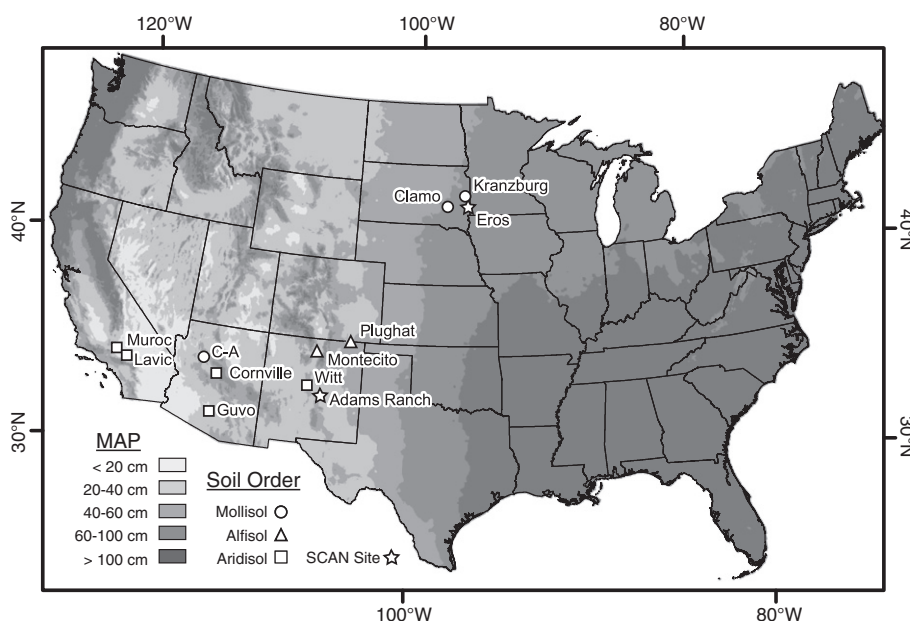 120°W 100°W 80°W
40°N
40°N
30°N
30°N
Clamo
Kranzburg
Eros
Plughat
Montecito
Muroc
Lavic
C-A
Cornville
Witt
Adams Ranch
Guvo
MAP
< 20 cm
20-40 cm
40-60 cm
60-100 cm
> 100 cm
Soil Order
Mollisol
Alfisol
Aridisol
SCAN Site
100°W 80°W